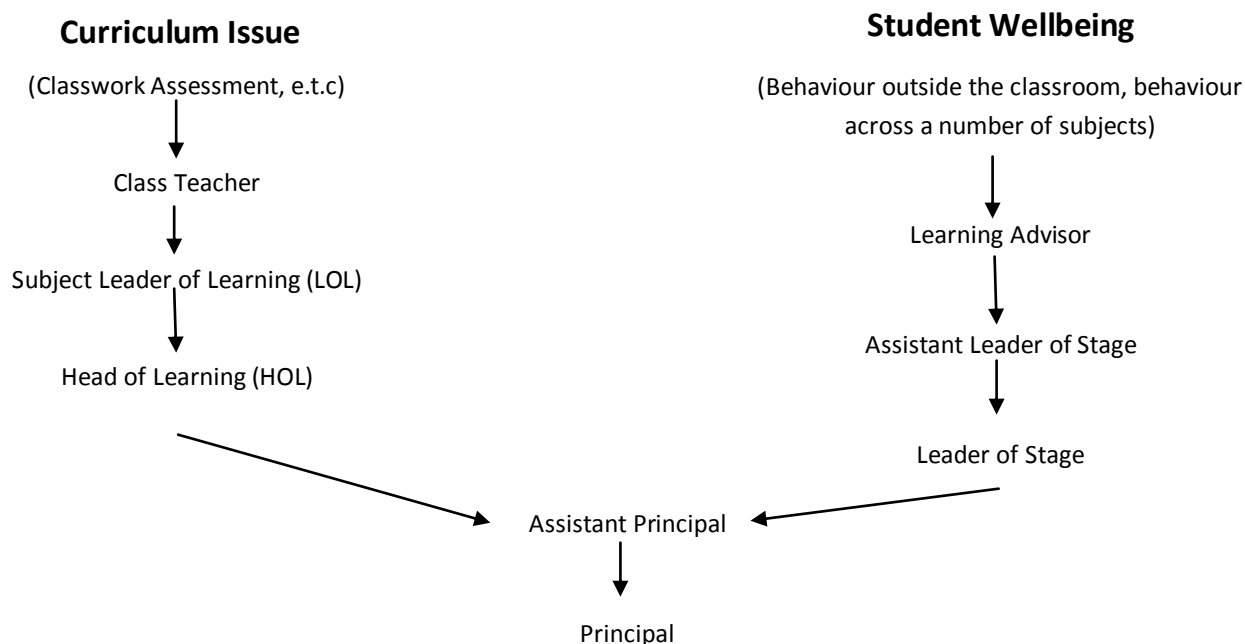 Curriculum Issue
(Classwork Assessment, e.t.c)
Class Teacher
Subject Leader of Learning (LOL)
Head of Learning (HOL)
Student Wellbeing
(Behaviour outside the classroom, behaviour
across a number of subjects)
Learning Advisor
Assistant Leader of Stage
Leader of Stage
Assistant Principal
Principal